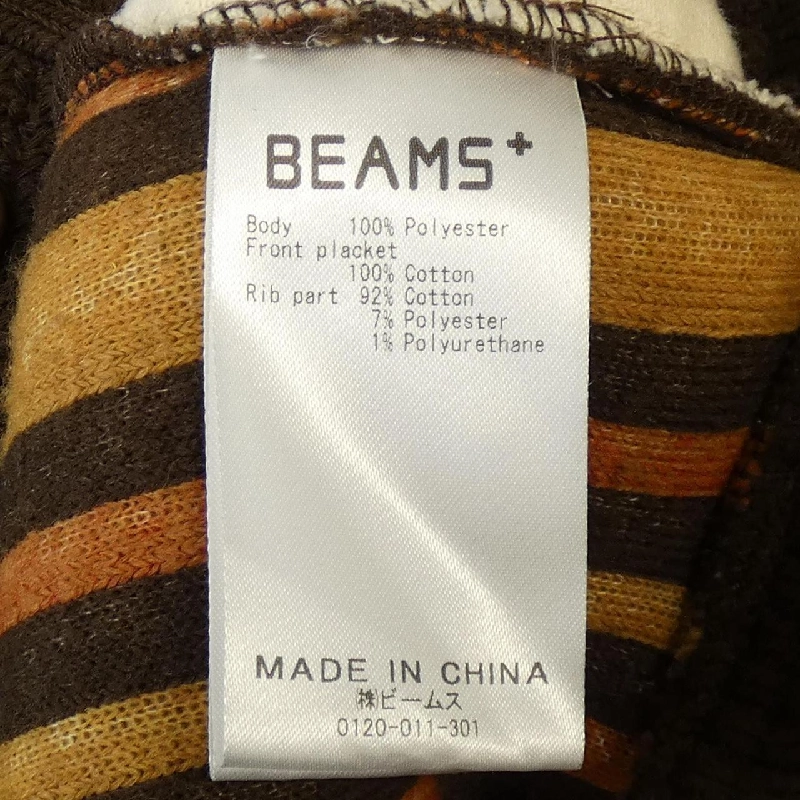 BEAMS+
Body 100% Polyester
Front placket
100% Cotton
Rib part 92% Cotton
7% Polyester
1% Polyurethane
MADE IN CHINA
㈱ビームス
0120-011-301